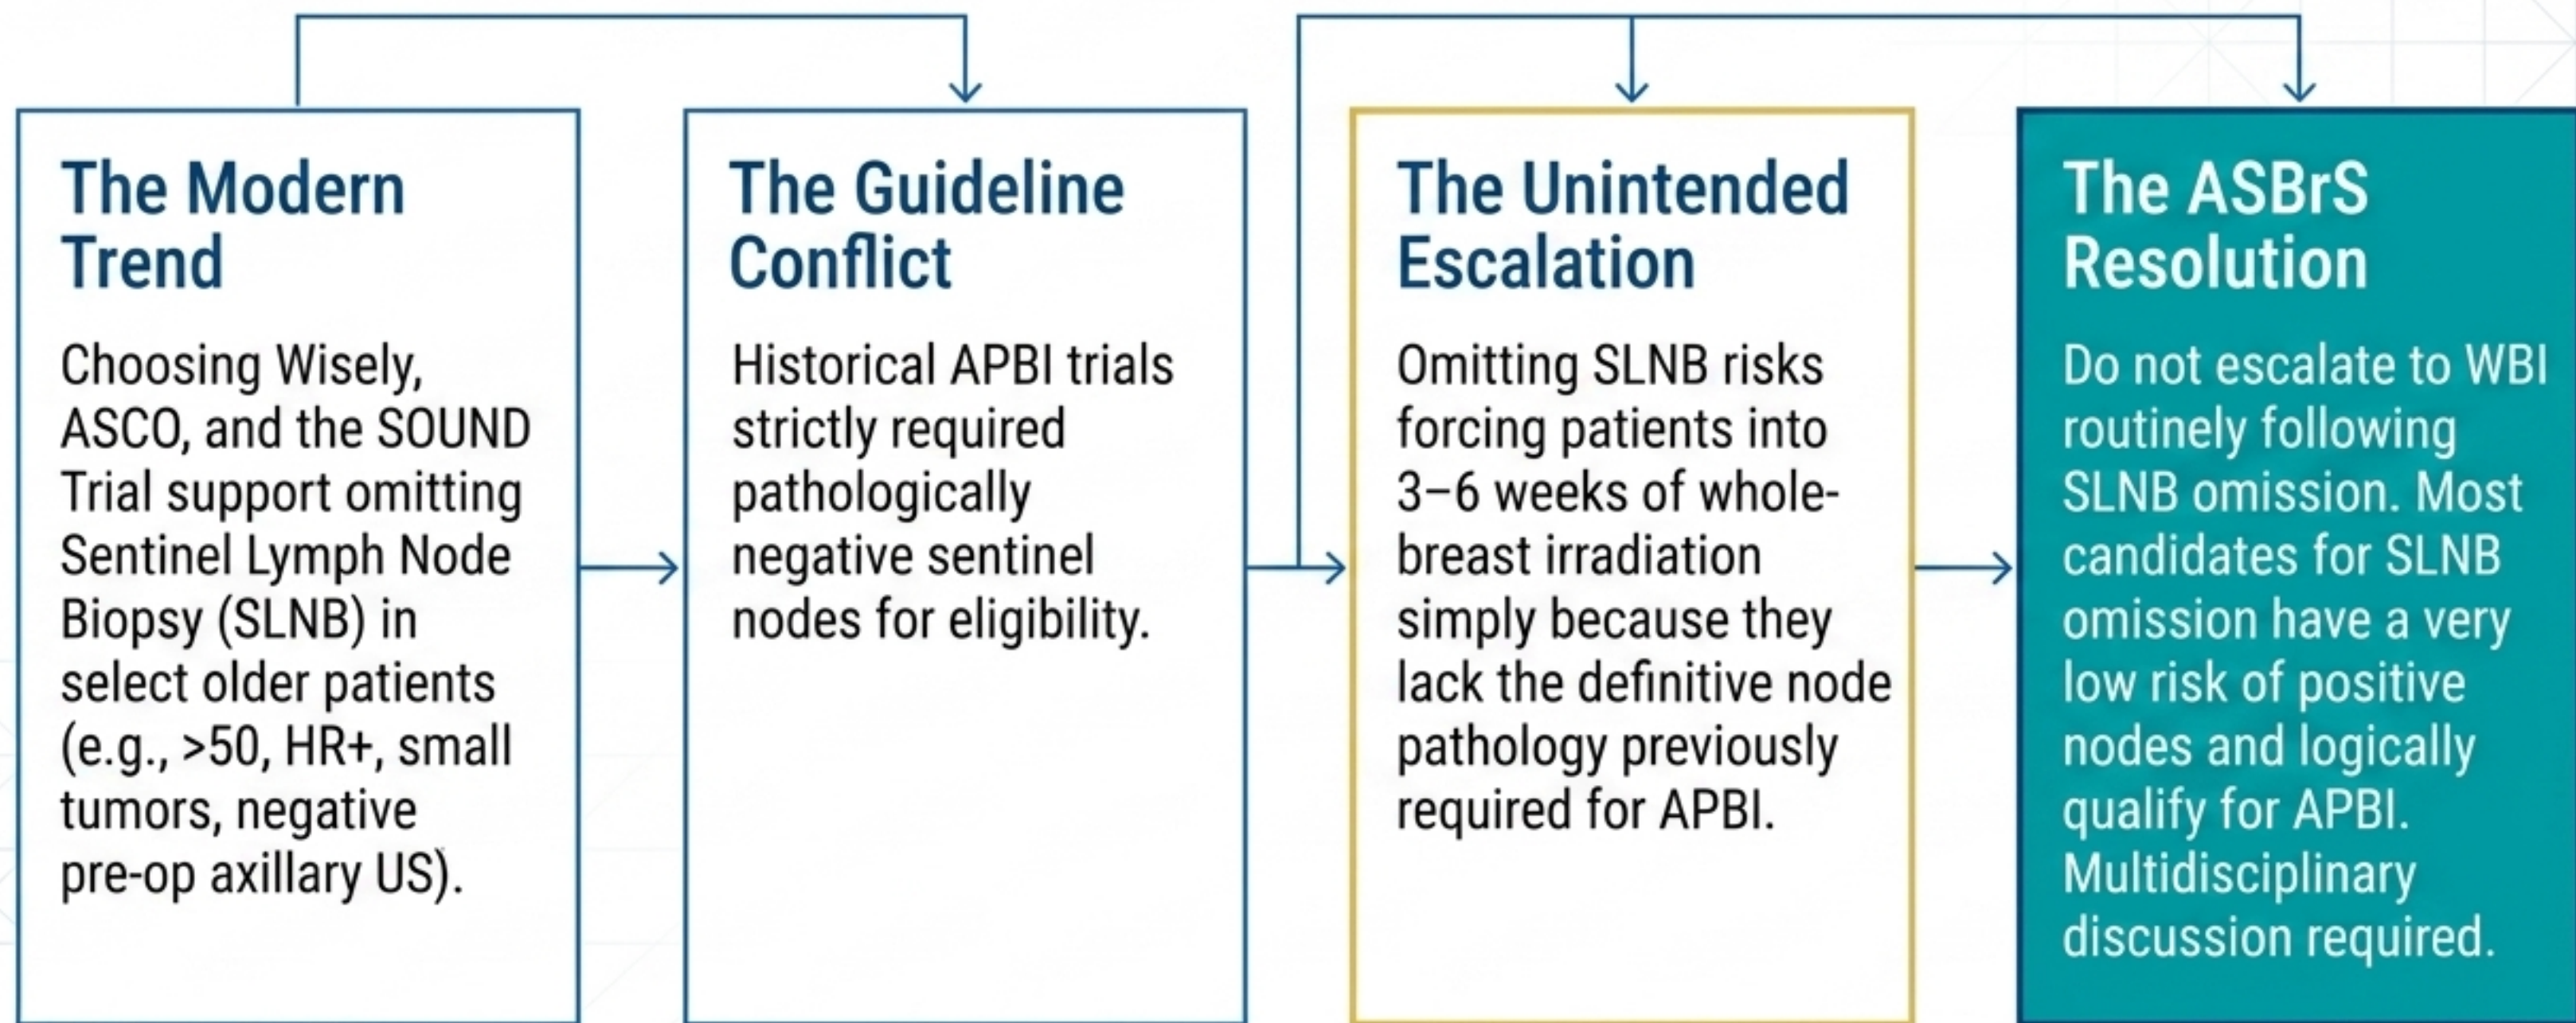 The Modern
Trend
Choosing Wisely,
ASCO, and the SOUND
Trial support omitting
Sentinel Lymph Node
Biopsy (SLNB) in
select older patients
(e.g., >50, HR+, small
tumors, negative
pre-op axillary US).
The Guideline
Conflict
Historical APBI trials
strictly required
pathologically
negative sentinel
nodes for eligibility.
The Unintended
Escalation
Omitting SLNB risks
forcing patients into
3–6 weeks of whole-
breast irradiation
simply because they
lack the definitive node
pathology previously
required for APBI.
The ASBrS
Resolution
Do not escalate to WBI
routinely following
SLNB omission. Most
candidates for SLNB
omission have a very
low risk of positive
nodes and logically
qualify for APBI.
Multidisciplinary
discussion required.